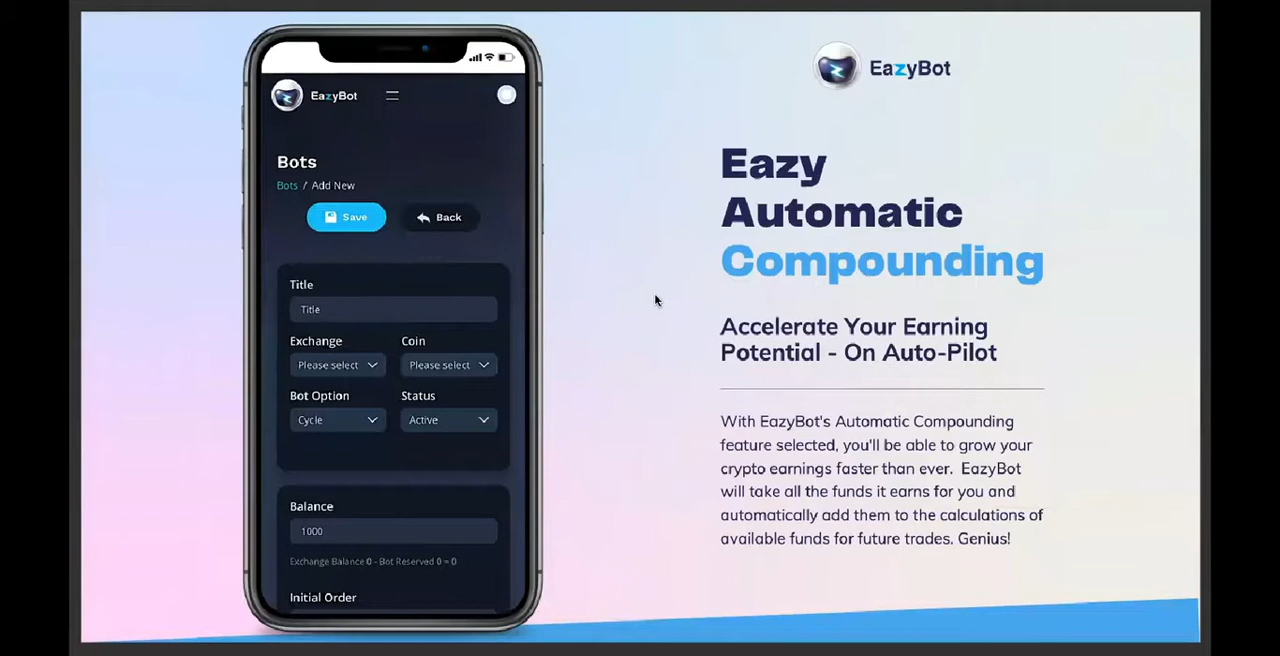 EazyBot
Bots
Bots / Add New
Save Back
Title
Title
Exchange Coin
Please select Please select
Bot Option Status
Cycle Active
Balance
1000
Exchange Balance 0 - Bot Reserved 0 = 0
Initial Order
EazyBot
Eazy
Automatic
Compounding
Accelerate Your Earning
Potential - On Auto-Pilot
With EazyBot's Automatic Compounding
feature selected, you'll be able to grow your
crypto earnings faster than ever. EazyBot
will take all the funds it earns for you and
automatically add them to the calculations of
available funds for future trades. Genius!